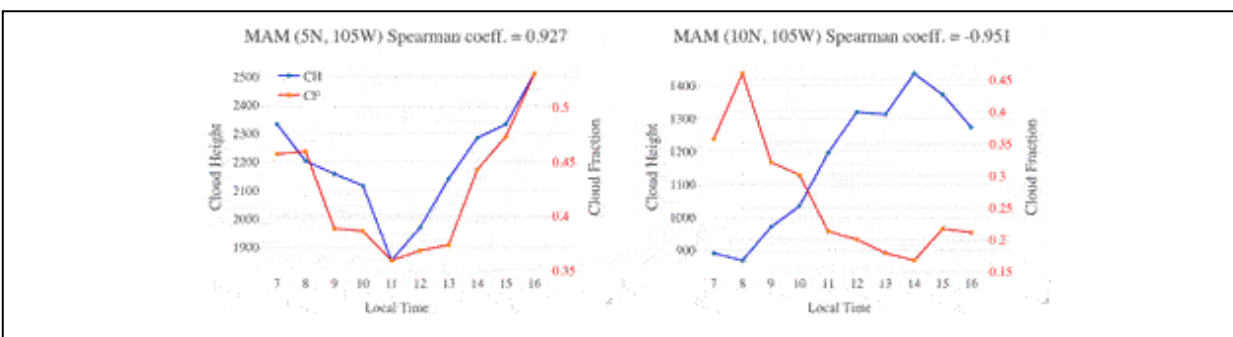 MAM (5N, 105W) Spearman coeff. = 0.927
2500
2400
2300
2200
2100
2000
1900
Cloud Height
CH
CF
0.5
0.45
0.4
0.35
Cloud Fraction
7 8 9 10 11 12 13 14 15 16
Local Time
MAM (10N, 105W) Spearman coeff. = -0.951
1400
1300
1200
1100
1000
900
Cloud Height
0.45
0.4
0.35
0.3
0.25
0.2
0.15
Cloud Fraction
7 8 9 10 11 12 13 14 15 16
Local Time